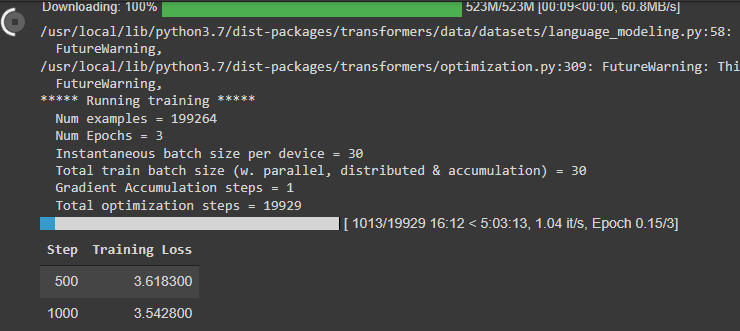 Downloading: 100% 523M/523M [00:09<00:00, 60.8MB/s]
/usr/local/lib/python3.7/dist-packages/transformers/data/datasets/language_modeling.py:58:
FutureWarning,
/usr/local/lib/python3.7/dist-packages/transformers/optimization.py:309: FutureWarning: Thi
FutureWarning,
***** Running training *****
Num examples = 199264
Num Epochs = 3
Instantaneous batch size per device = 30
Total train batch size (w. parallel, distributed & accumulation) = 30
Gradient Accumulation steps = 1
Total optimization steps = 19929
[ 1013/19929 16:12 < 5:03:13, 1.04 it/s, Epoch 0.15/3]
Step Training Loss
500 3.618300
1000 3.542800